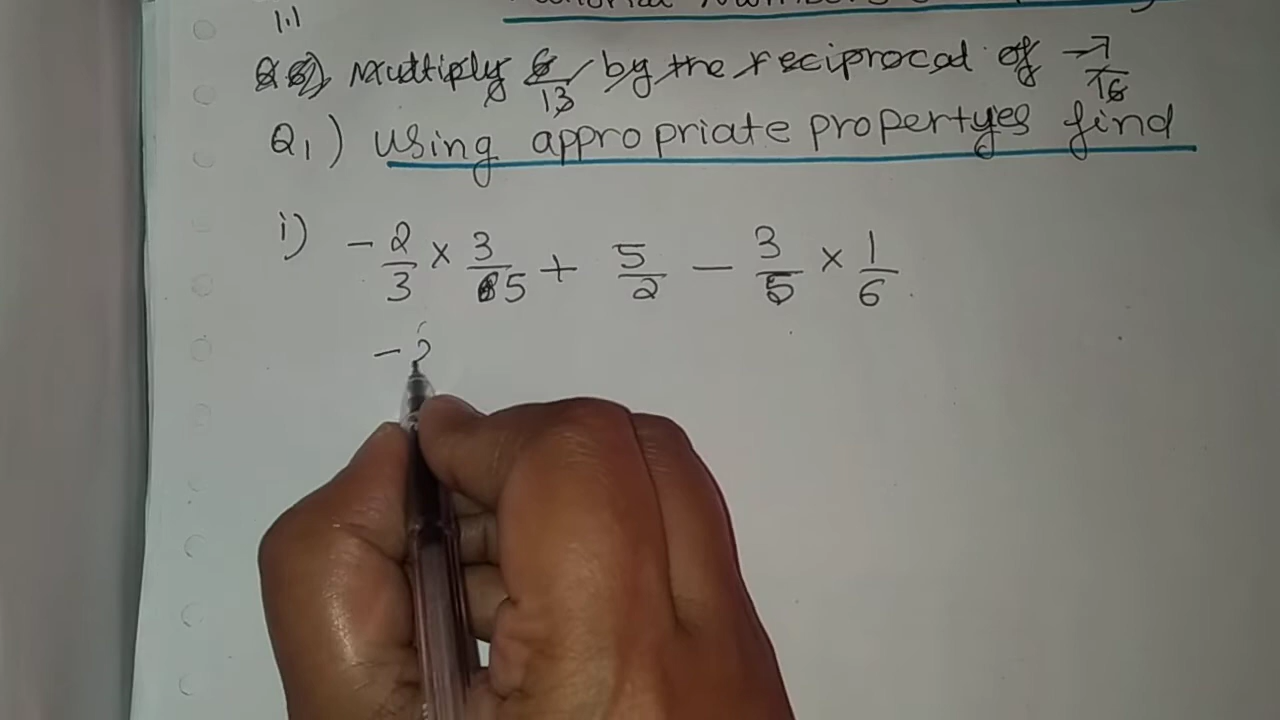 1.1)
Multiply 6/13 by the reciprocal of -7/16
Q1) using appropriate propertyes find
i) -2/3 × 3/5 + 5/2 - 3/5 × 1/6
-2